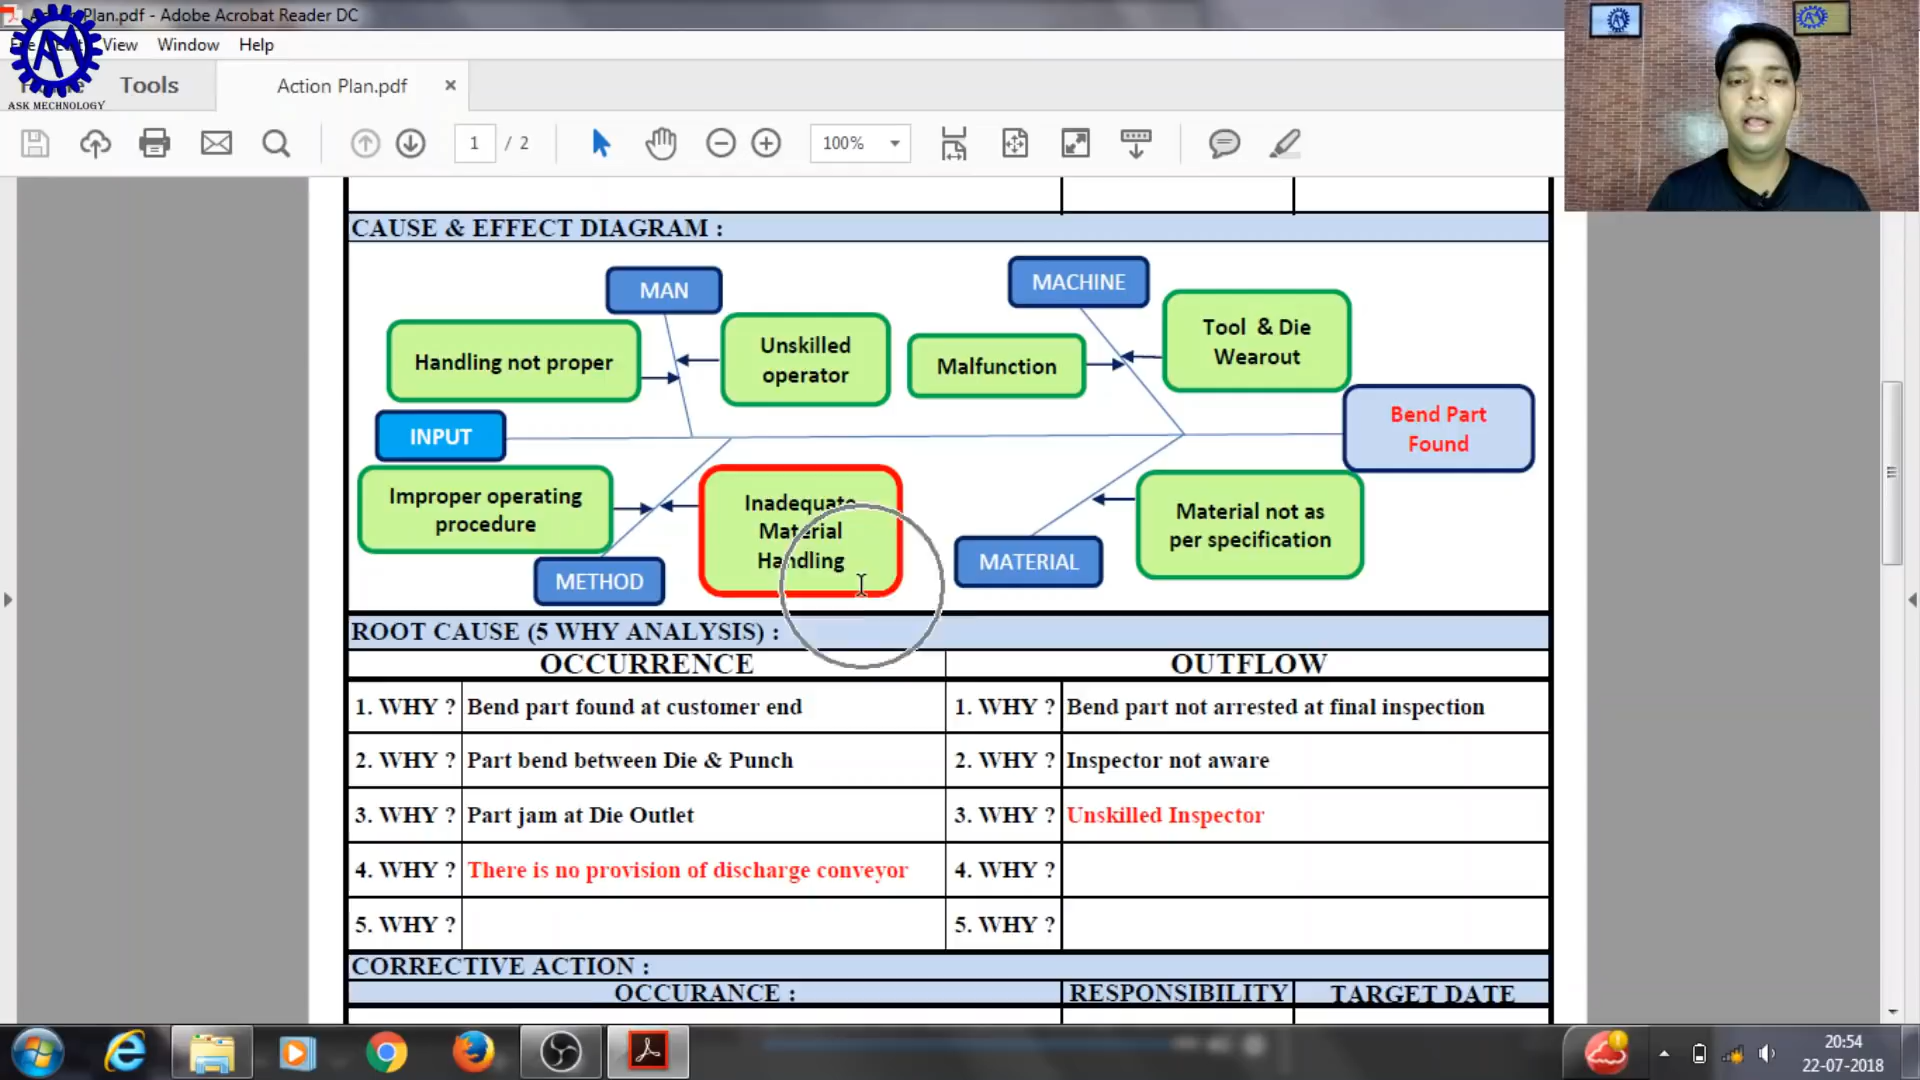 Plan.pdf - Adobe Acrobat Reader DC
View Window Help
AM
ASK MECHNOLOGY
Tools
Action Plan.pdf
1 / 2
100%
CAUSE & EFFECT DIAGRAM :
MAN
MACHINE
Handling not proper
Unskilled
operator
Malfunction
Tool & Die
Wearout
INPUT
Bend Part
Found
Improper operating
procedure
Inadequate
Material
Handling
Material not as
per specification
METHOD
MATERIAL
ROOT CAUSE (5 WHY ANALYSIS) :
OCCURRENCE OUTFLOW
1. WHY ? Bend part found at customer end 1. WHY ? Bend part not arrested at final inspection
2. WHY ? Part bend between Die & Punch 2. WHY ? Inspector not aware
3. WHY ? Part jam at Die Outlet 3. WHY ? Unskilled Inspector
4. WHY ? There is no provision of discharge conveyor 4. WHY ?
5. WHY ? 5. WHY ?
CORRECTIVE ACTION :
OCCURANCE : RESPONSIBILITY TARGET DATE
20:54
22-07-2018